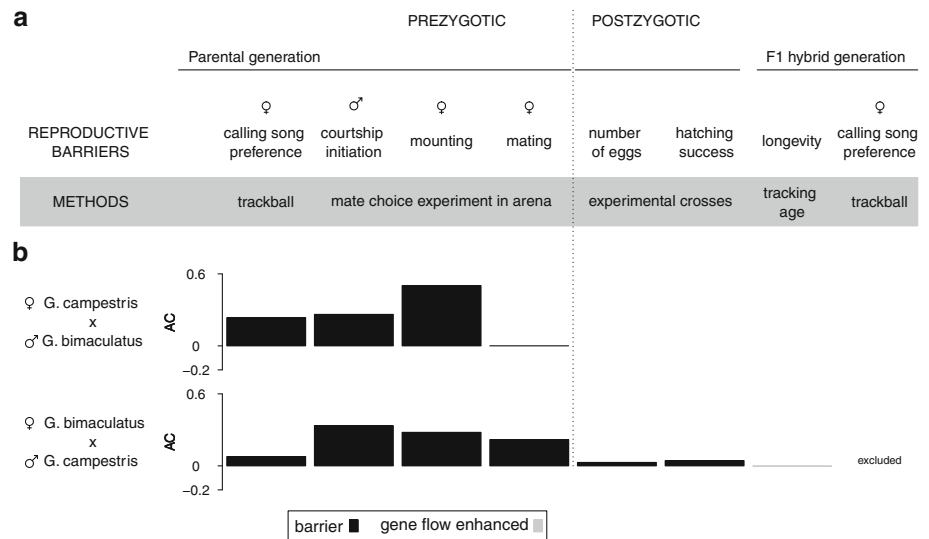 a
PREZYGOTIC POSTZYGOTIC
Parental generation F1 hybrid generation
♀ ♂ ♀ ♀ ♀
REPRODUCTIVE BARRIERS
calling song preference
courtship initiation
mounting
mating
number of eggs
hatching success
longevity
calling song preference
METHODS trackball mate choice experiment in arena experimental crosses tracking age trackball
b
♀ G. campestris
x
♂ G. bimaculatus
AC
0.6
0
−0.2
♀ G. bimaculatus
x
♂ G. campestris
AC
0.6
0
−0.2
excluded
barrier gene flow enhanced